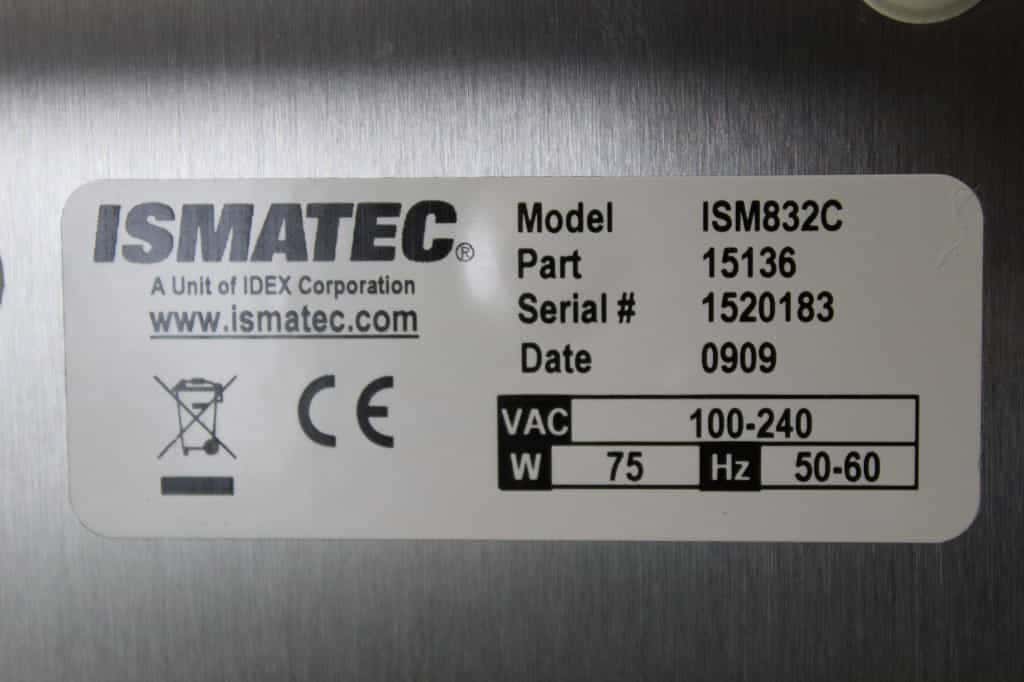 ISMATEC®
A Unit of IDEX Corporation
www.ismatec.com
CE
Model ISM832C
Part 15136
Serial # 1520183
Date 0909
VAC 100-240
W 75 Hz 50-60